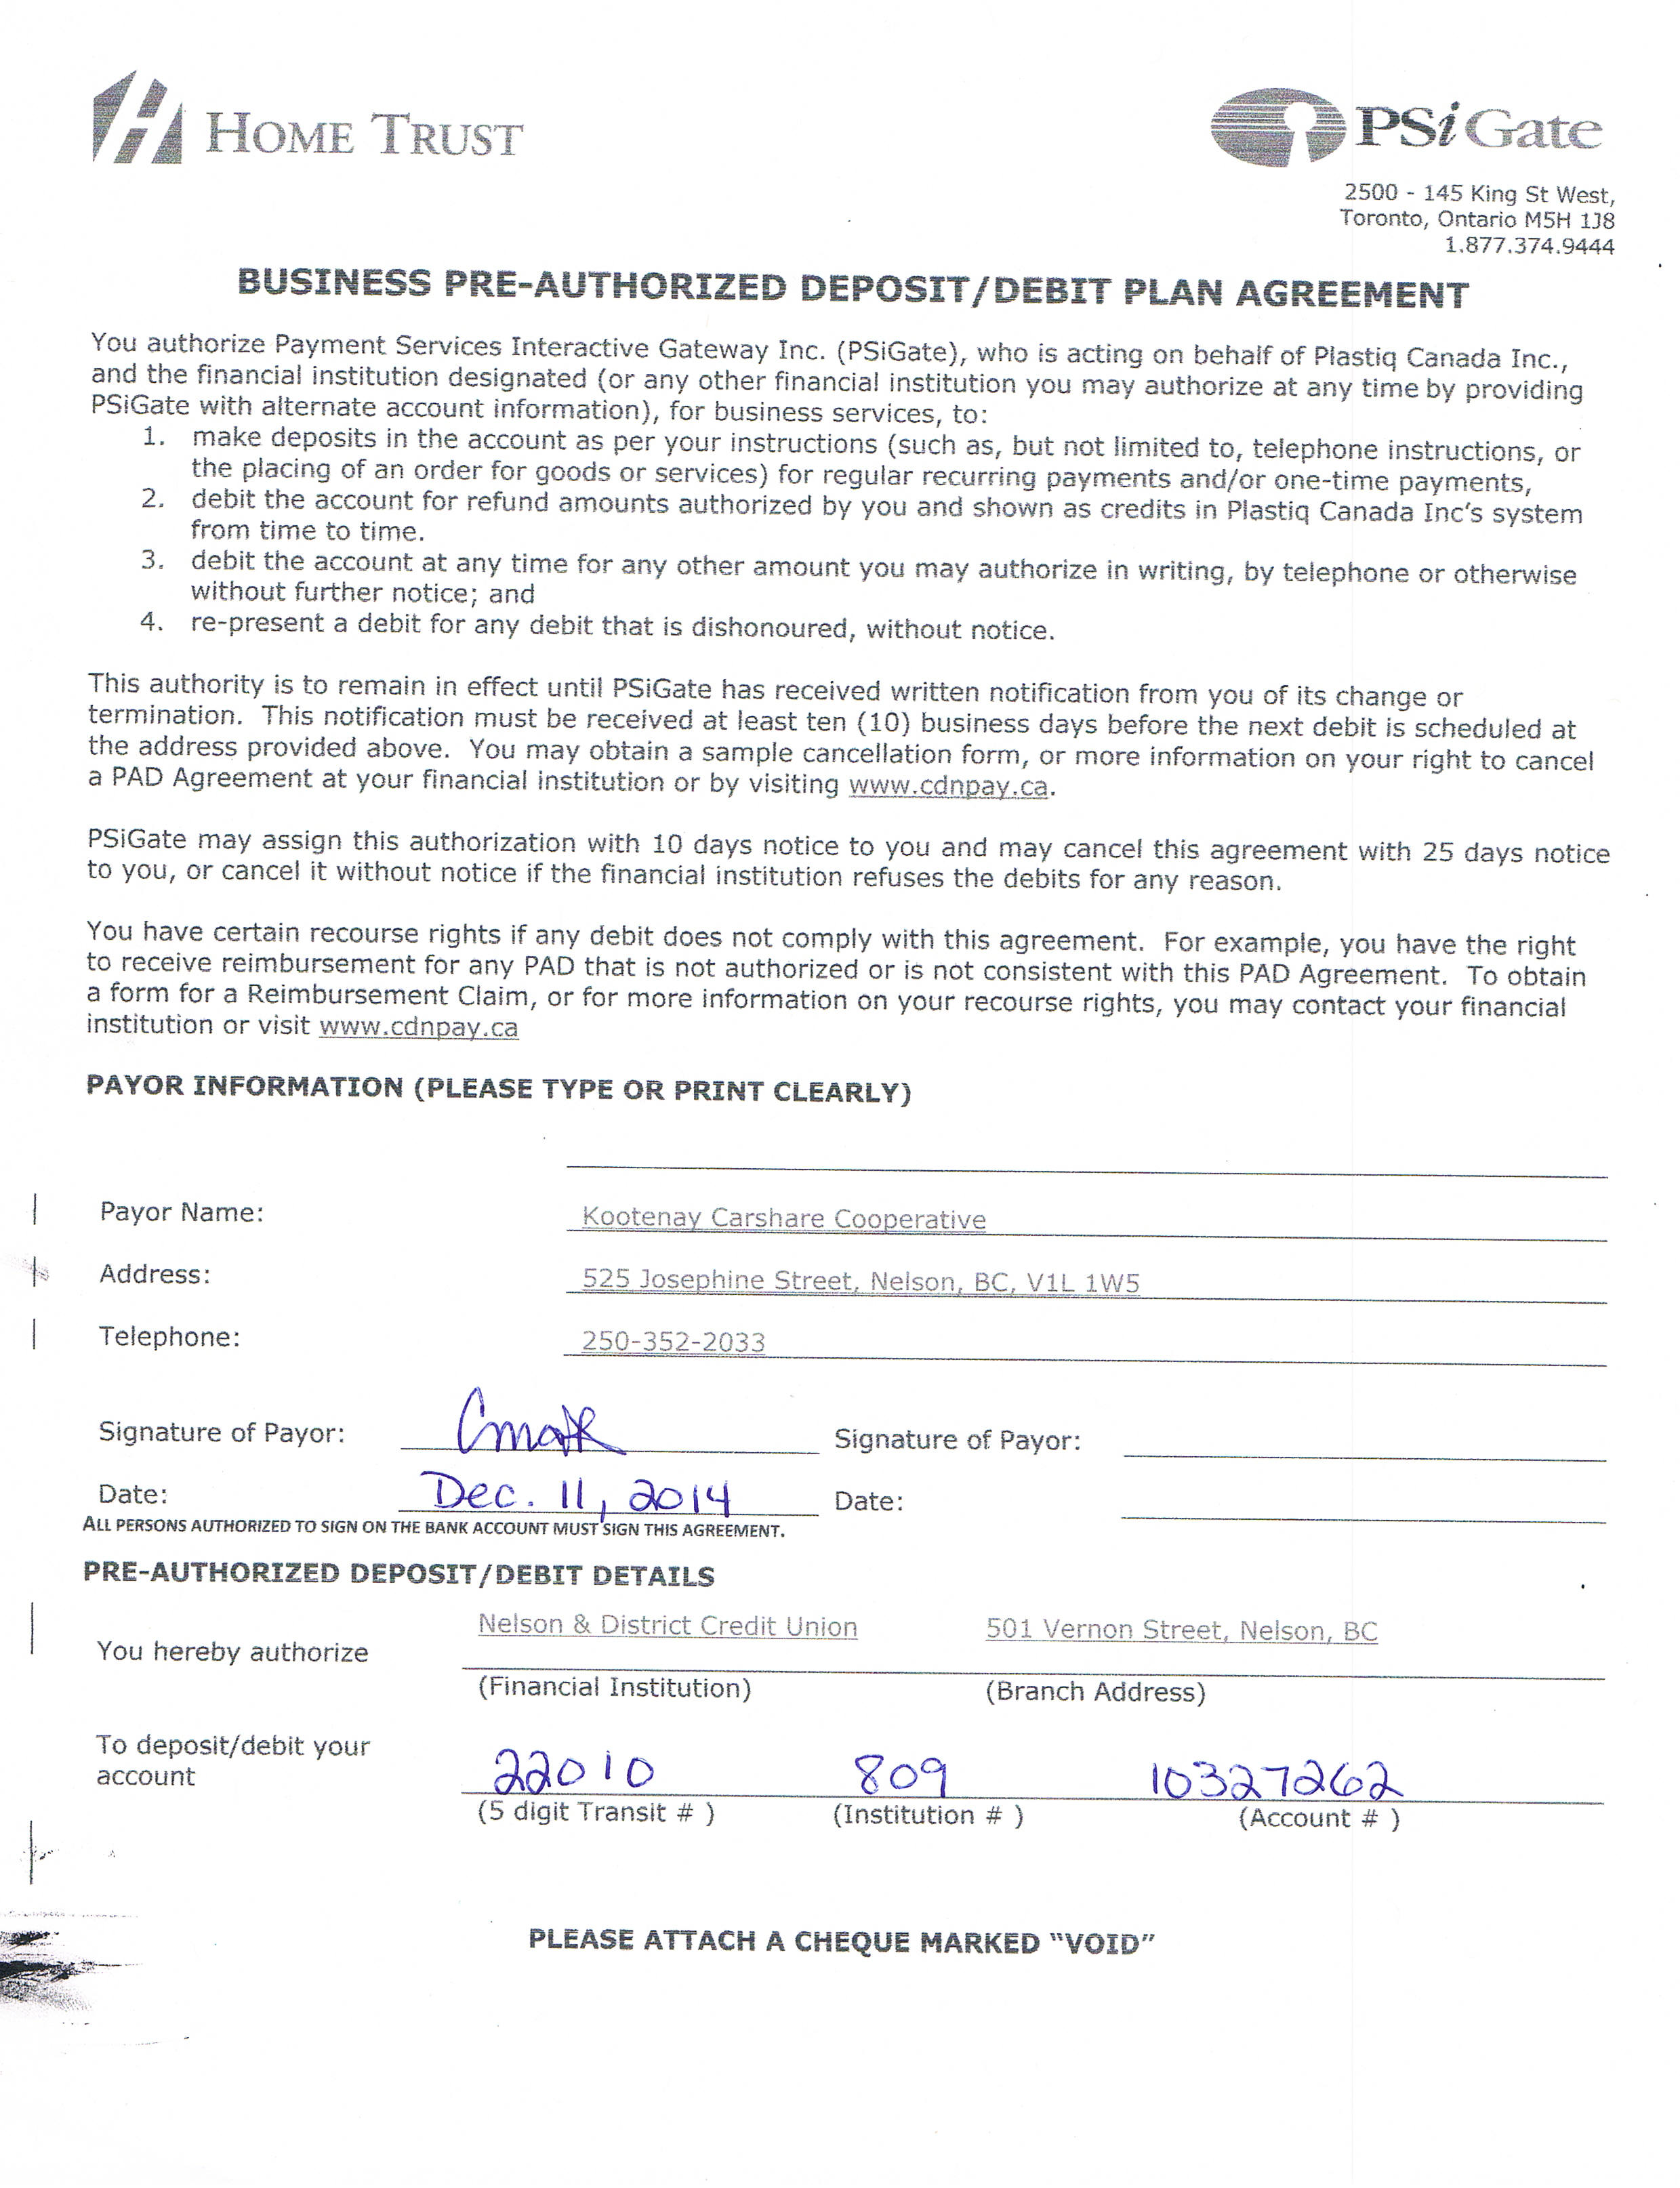 HOME TRUST
PSiGate
2500 - 145 King St West,
Toronto, Ontario M5H 1J8
1.877.374.9444
BUSINESS PRE-AUTHORIZED DEPOSIT/DEBIT PLAN AGREEMENT
You authorize Payment Services Interactive Gateway Inc. (PSiGate), who is acting on behalf of Plastiq Canada Inc.,
and the financial institution designated (or any other financial institution you may authorize at any time by providing
PSiGate with alternate account information), for business services, to:
1. make deposits in the account as per your instructions (such as, but not limited to, telephone instructions, or
the placing of an order for goods or services) for regular recurring payments and/or one-time payments,
2. debit the account for refund amounts authorized by you and shown as credits in Plastiq Canada Inc's system
from time to time.
3. debit the account at any time for any other amount you may authorize in writing, by telephone or otherwise
without further notice; and
4. re-present a debit for any debit that is dishonoured, without notice.
This authority is to remain in effect until PSiGate has received written notification from you of its change or
termination. This notification must be received at least ten (10) business days before the next debit is scheduled at
the address provided above. You may obtain a sample cancellation form, or more information on your right to cancel
a PAD Agreement at your financial institution or by visiting www.cdnpay.ca.
PSiGate may assign this authorization with 10 days notice to you and may cancel this agreement with 25 days notice
to you, or cancel it without notice if the financial institution refuses the debits for any reason.
You have certain recourse rights if any debit does not comply with this agreement. For example, you have the right
to receive reimbursement for any PAD that is not authorized or is not consistent with this PAD Agreement. To obtain
a form for a Reimbursement Claim, or for more information on your recourse rights, you may contact your financial
institution or visit www.cdnpay.ca
PAYOR INFORMATION (PLEASE TYPE OR PRINT CLEARLY)
Payor Name: Kootenay Carshare Cooperative
Address: 525 Josephine Street, Nelson, BC, V1L 1W5
Telephone: 250-352-2033
Signature of Payor: Signature of Payor:
Date: Dec. 11, 2014 Date:
ALL PERSONS AUTHORIZED TO SIGN ON THE BANK ACCOUNT MUST SIGN THIS AGREEMENT.
PRE-AUTHORIZED DEPOSIT/DEBIT DETAILS
Nelson & District Credit Union 501 Vernon Street, Nelson, BC
You hereby authorize
(Financial Institution) (Branch Address)
To deposit/debit your
account 22010 809 10327262
(5 digit Transit # ) (Institution # ) (Account # )
PLEASE ATTACH A CHEQUE MARKED “VOID”